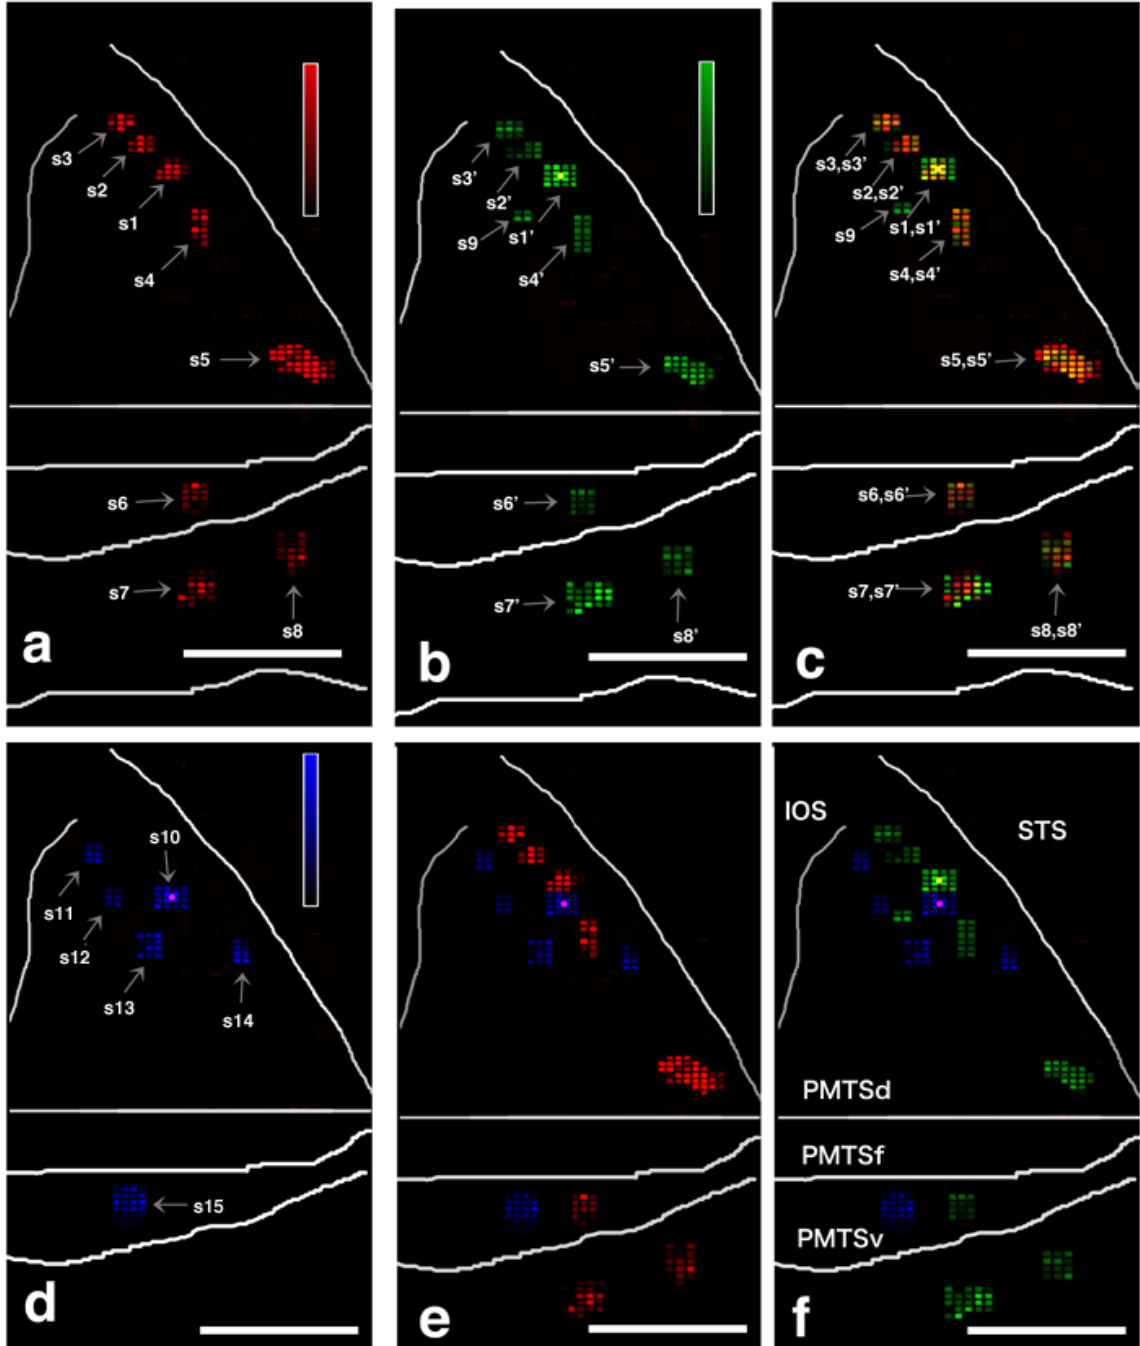 s3
s2
s1
s4
s5
s6
s7
s8
a
s3’
s2’
s9
s1’
s4’
s5’
s6’
s7’
s8’
b
s3,s3’
s2,s2’
s9
s1,s1’
s4,s4’
s5,s5’
s6,s6’
s7,s7’
s8,s8’
c
s10
s11
s12
s13
s14
s15
d
e
IOS
STS
PMTSd
PMTSf
PMTSv
f